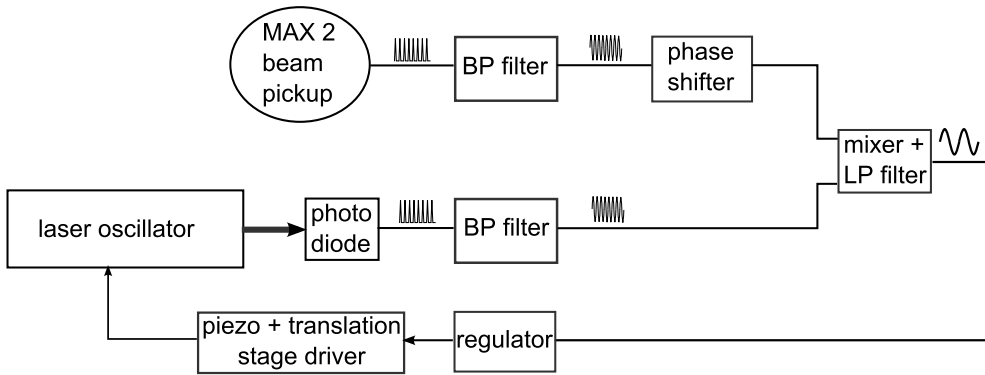 MAX 2
beam
pickup
BP filter
phase
shifter
mixer +
LP filter
laser oscillator
photo
diode
BP filter
piezo + translation
stage driver
regulator